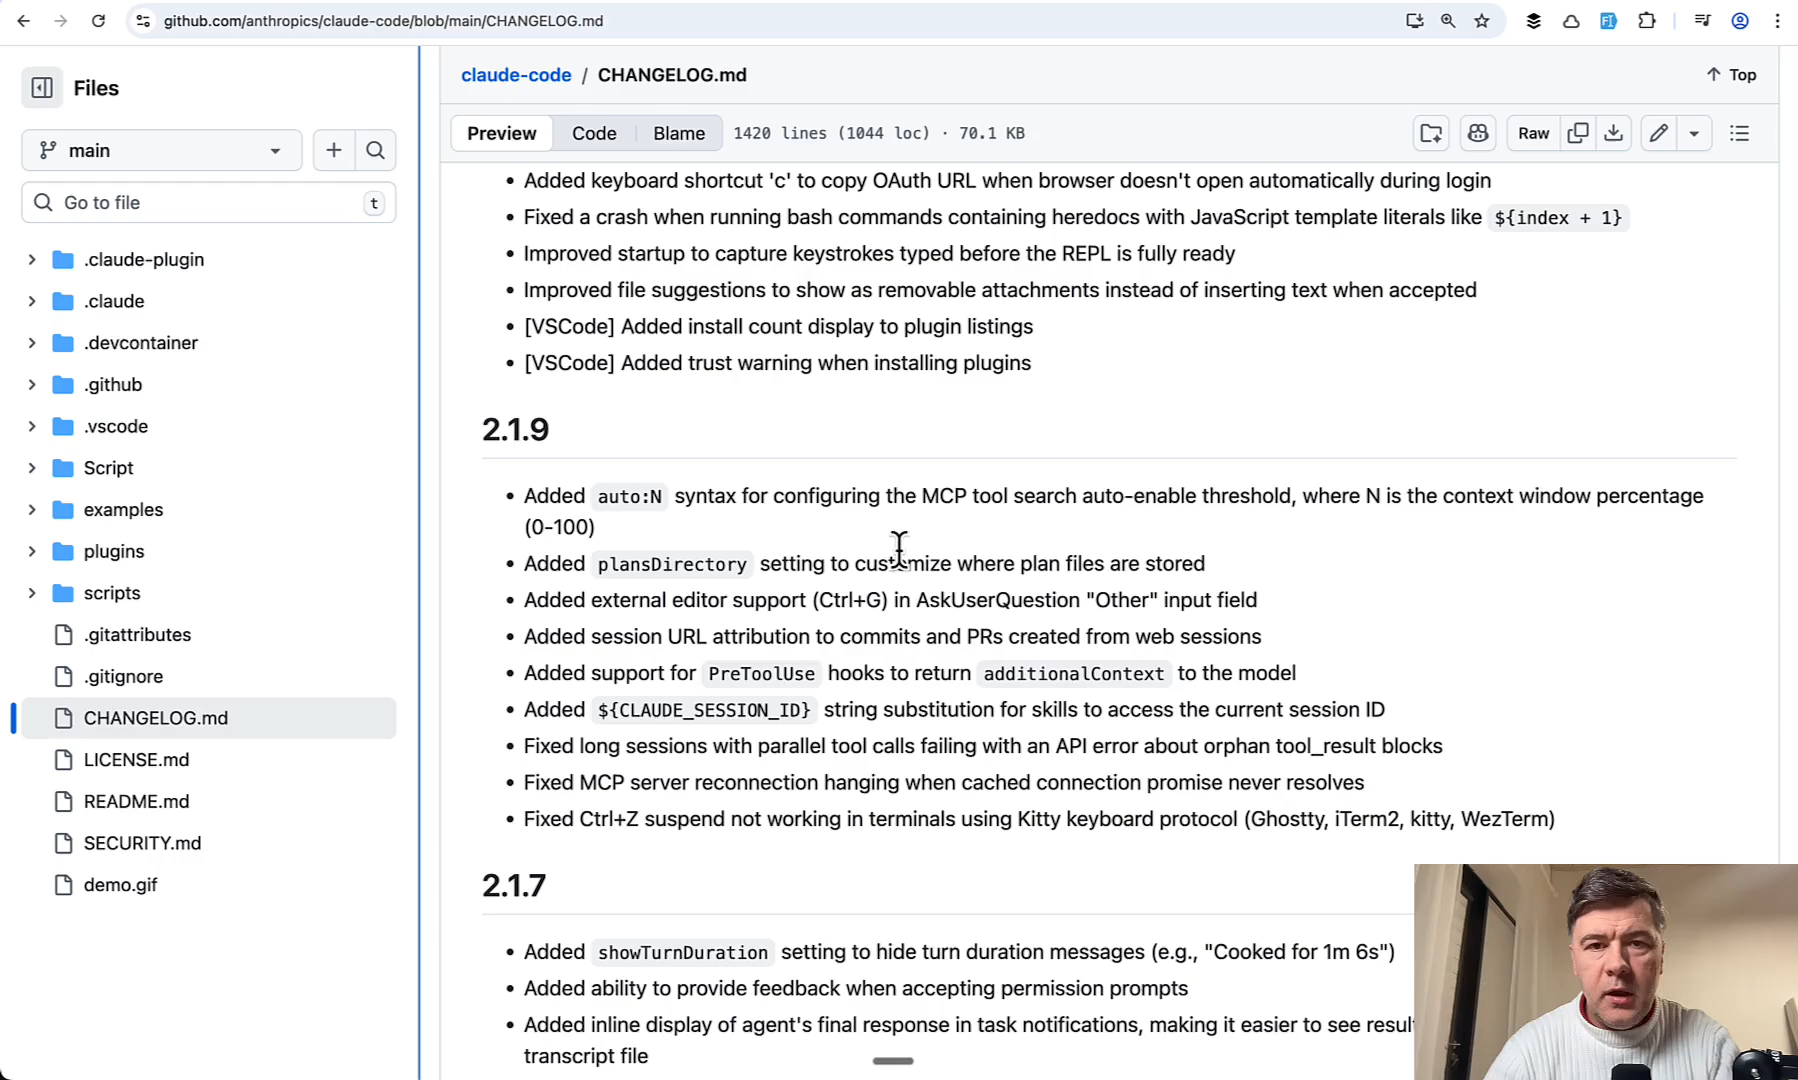 github.com/anthropics/claude-code/blob/main/CHANGELOG.md
Files
main
Go to file
t
.claude-plugin
.claude
.devcontainer
.github
.vscode
Script
examples
plugins
scripts
.gitattributes
.gitignore
CHANGELOG.md
LICENSE.md
README.md
SECURITY.md
demo.gif
claude-code / CHANGELOG.md
Top
Preview
Code
Blame
1420 lines (1044 loc) · 70.1 KB
Raw
• Added keyboard shortcut 'c' to copy OAuth URL when browser doesn't open automatically during login
• Fixed a crash when running bash commands containing heredocs with JavaScript template literals like ${index + 1}
• Improved startup to capture keystrokes typed before the REPL is fully ready
• Improved file suggestions to show as removable attachments instead of inserting text when accepted
• [VSCode] Added install count display to plugin listings
• [VSCode] Added trust warning when installing plugins
2.1.9
• Added auto:N syntax for configuring the MCP tool search auto-enable threshold, where N is the context window percentage
(0-100)
• Added plansDirectory setting to customize where plan files are stored
• Added external editor support (Ctrl+G) in AskUserQuestion "Other" input field
• Added session URL attribution to commits and PRs created from web sessions
• Added support for PreToolUse hooks to return additionalContext to the model
• Added ${CLAUDE_SESSION_ID} string substitution for skills to access the current session ID
• Fixed long sessions with parallel tool calls failing with an API error about orphan tool_result blocks
• Fixed MCP server reconnection hanging when cached connection promise never resolves
• Fixed Ctrl+Z suspend not working in terminals using Kitty keyboard protocol (Ghostty, iTerm2, kitty, WezTerm)
2.1.7
• Added showTurnDuration setting to hide turn duration messages (e.g., "Cooked for 1m 6s")
• Added ability to provide feedback when accepting permission prompts
• Added inline display of agent's final response in task notifications, making it easier to see
transcript file